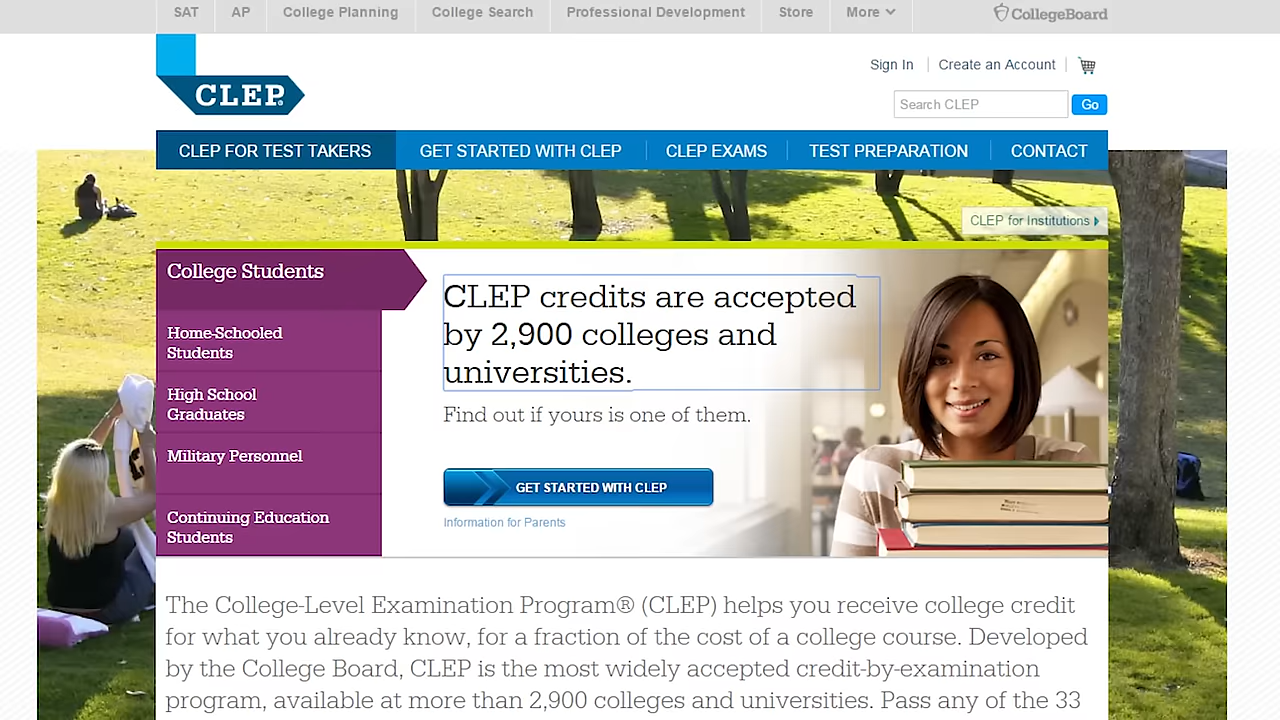 SAT AP College Planning College Search Professional Development Store More CollegeBoard
CLEP®
Sign In Create an Account
Search CLEP Go
CLEP FOR TEST TAKERS GET STARTED WITH CLEP CLEP EXAMS TEST PREPARATION CONTACT
CLEP for Institutions
College Students
Home-Schooled
Students
High School
Graduates
Military Personnel
Continuing Education
Students
CLEP credits are accepted
by 2,900 colleges and
universities.
Find out if yours is one of them.
GET STARTED WITH CLEP
Information for Parents
The College-Level Examination Program® (CLEP) helps you receive college credit
for what you already know, for a fraction of the cost of a college course. Developed
by the College Board, CLEP is the most widely accepted credit-by-examination
program, available at more than 2,900 colleges and universities. Pass any of the 33